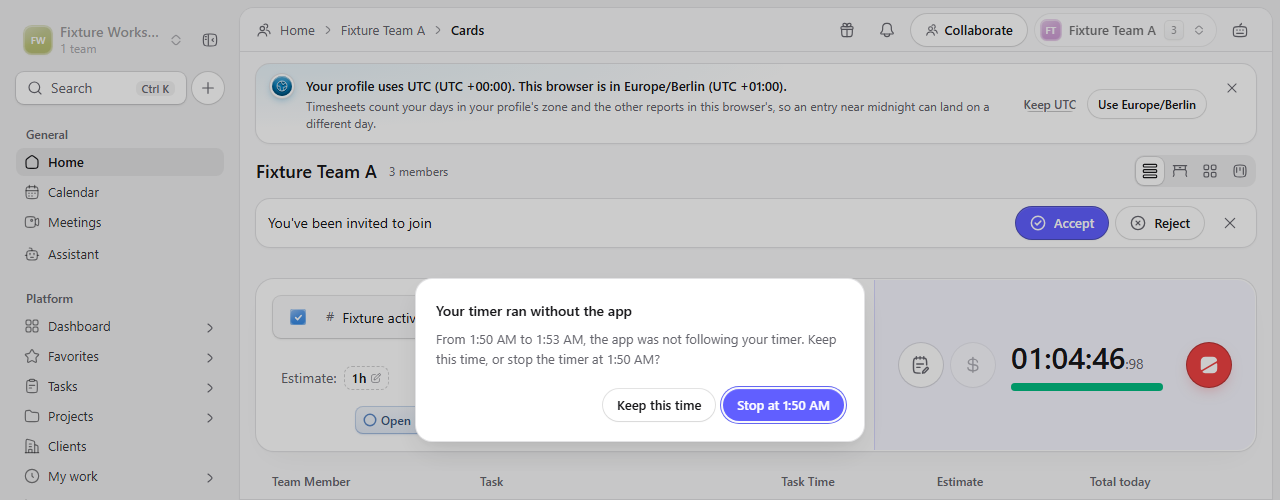 FW
Fixture Works...
1 team
Search
Ctrl K
General
Home
Calendar
Meetings
Assistant
Platform
Dashboard
Favorites
Tasks
Projects
Clients
My work
Home
Fixture Team A
Cards
Collaborate
FT
Fixture Team A
3
Your profile uses UTC (UTC +00:00). This browser is in Europe/Berlin (UTC +01:00).
Timesheets count your days in your profile's zone and the other reports in this browser's, so an entry near midnight can land on a
different day.
Keep UTC
Use Europe/Berlin
Fixture Team A
3 members
You've been invited to join
Accept
Reject
# Fixture activ
Estimate:
1h
Open
Your timer ran without the app
From 1:50 AM to 1:53 AM, the app was not following your timer. Keep
this time, or stop the timer at 1:50 AM?
Keep this time
Stop at 1:50 AM
$
01:04:46:98
Team Member
Task
Task Time
Estimate
Total today